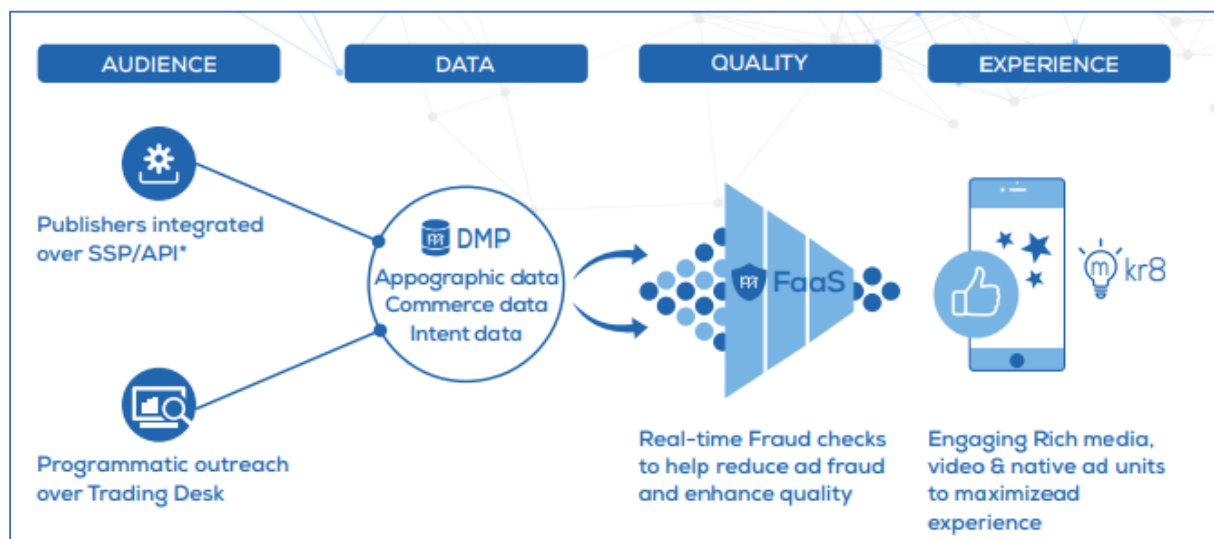 AUDIENCE
DATA
QUALITY
EXPERIENCE
Publishers integrated
over SSP/API*
Programmatic outreach
over Trading Desk
DMP
Appographic data
Commerce data
Intent data
FaaS
Real-time Fraud checks
to help reduce ad fraud
and enhance quality
m kr8
Engaging Rich media,
video & native ad units
to maximizead
experience